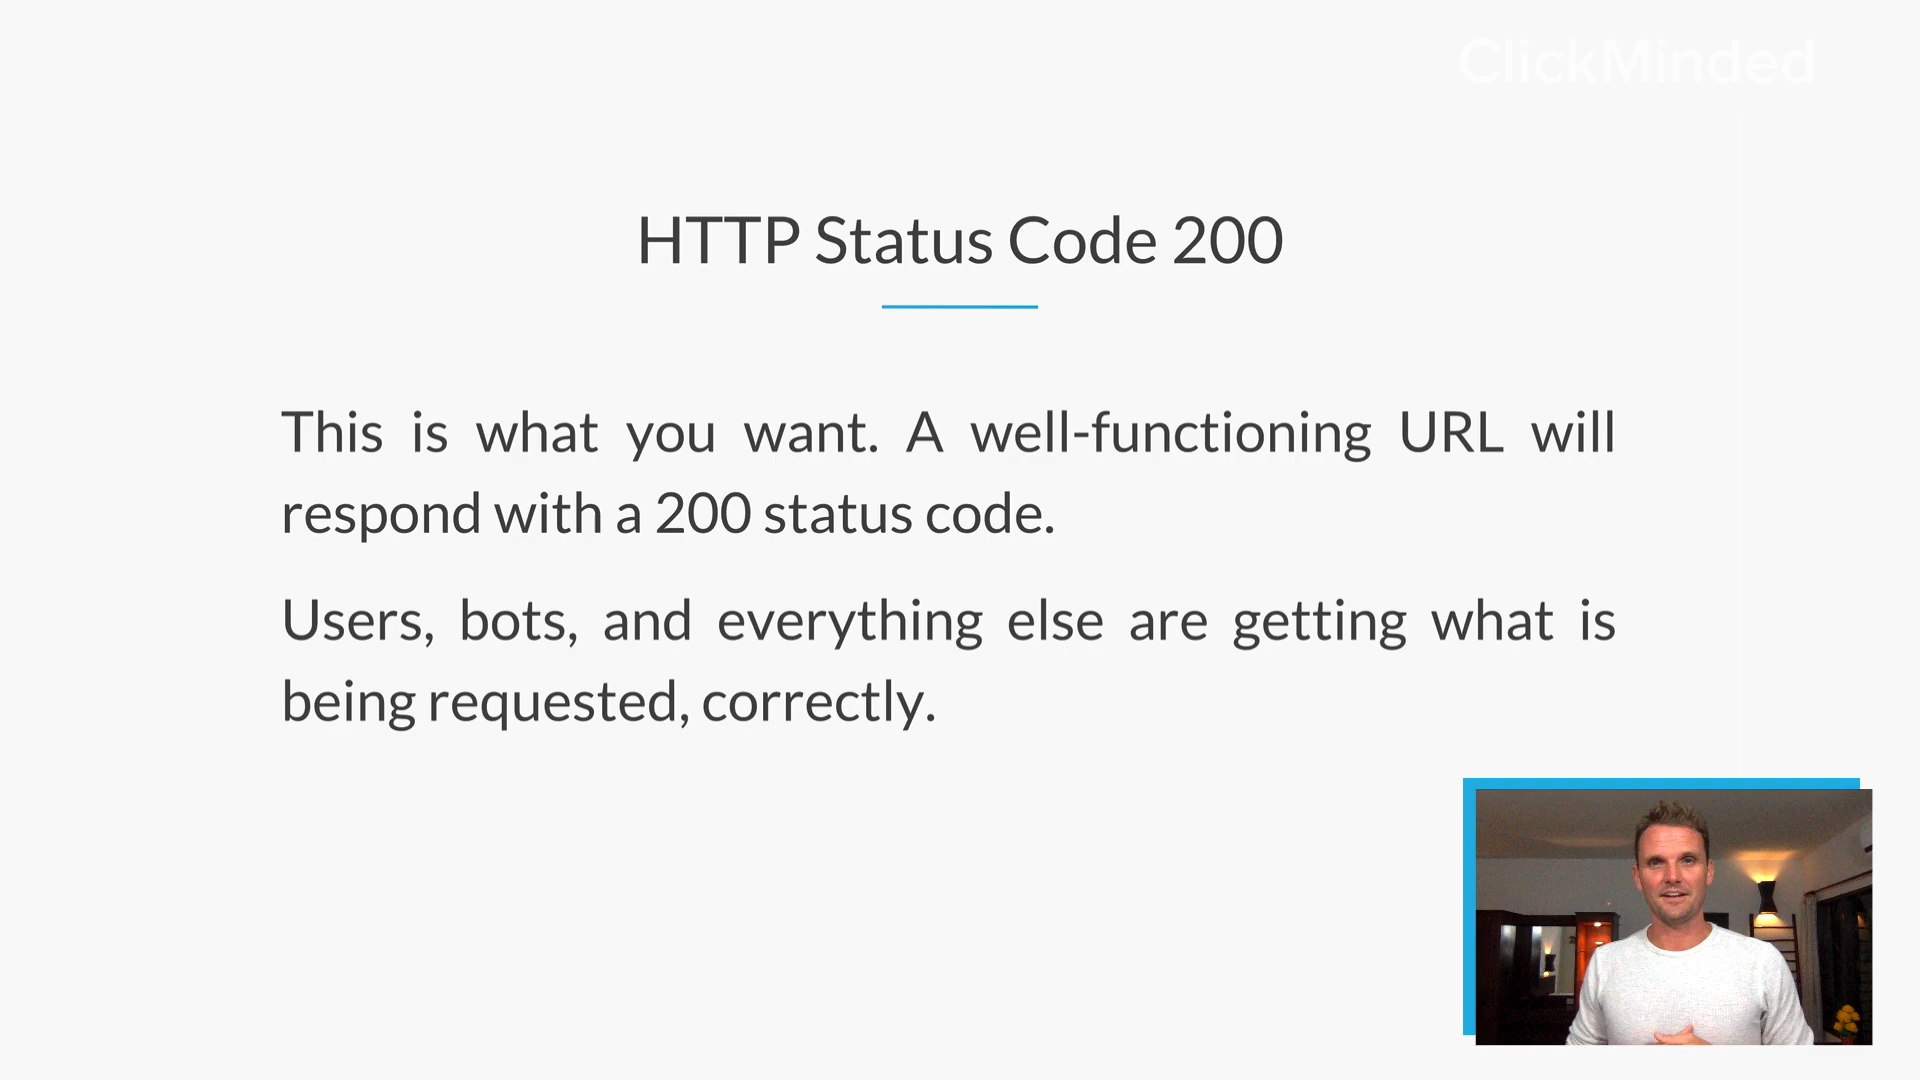 ClickMinded
HTTP Status Code 200
This is what you want. A well-functioning URL will
respond with a 200 status code.
Users, bots, and everything else are getting what is
being requested, correctly.